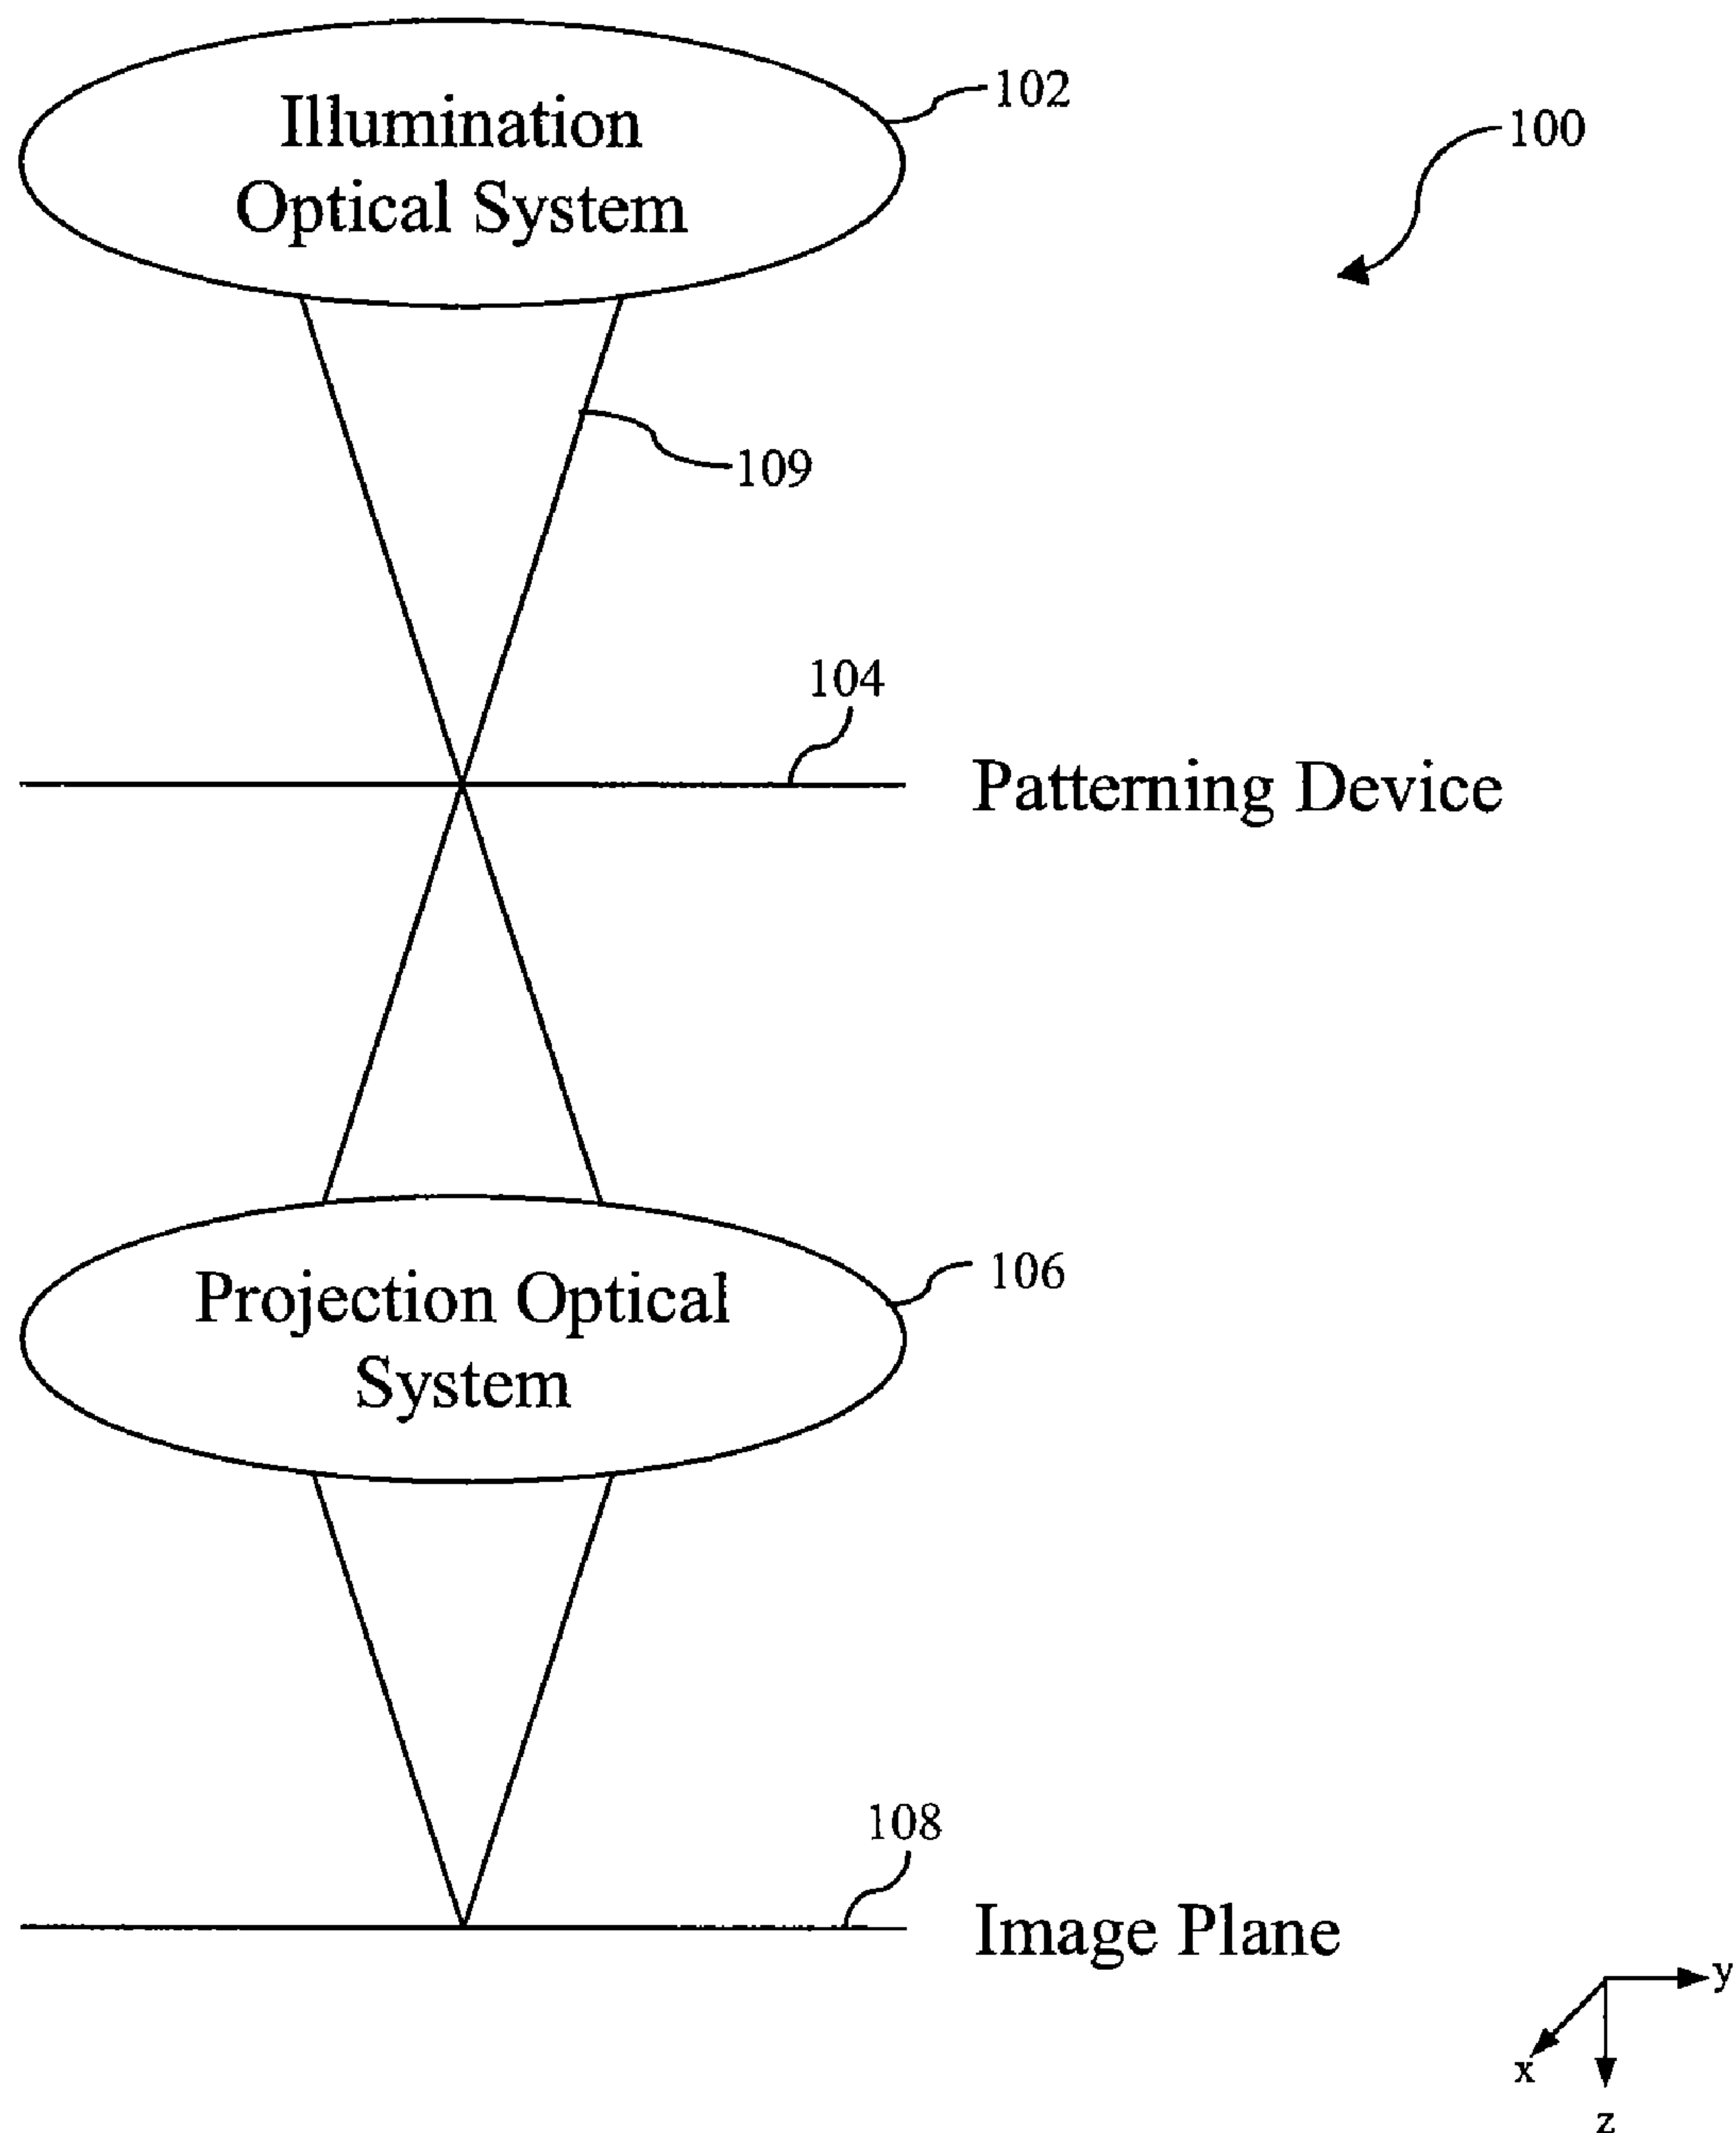 Illumination
Optical System
102
100
109
104
Patterning Device
Projection Optical
System
106
108
Image Plane
y
x
z